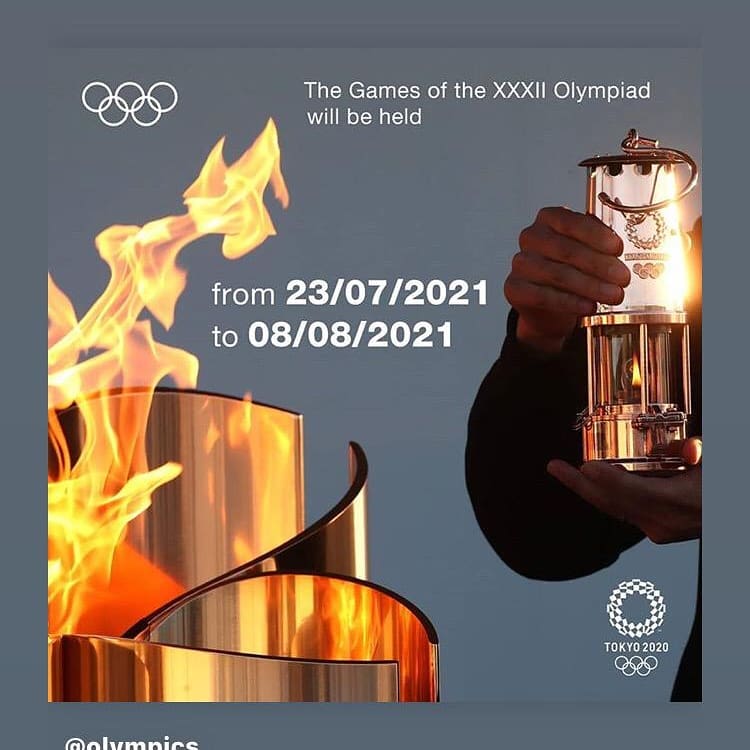 The Games of the XXXII Olympiad
will be held
from 23/07/2021
to 08/08/2021
TOKYO 2020
@olympics